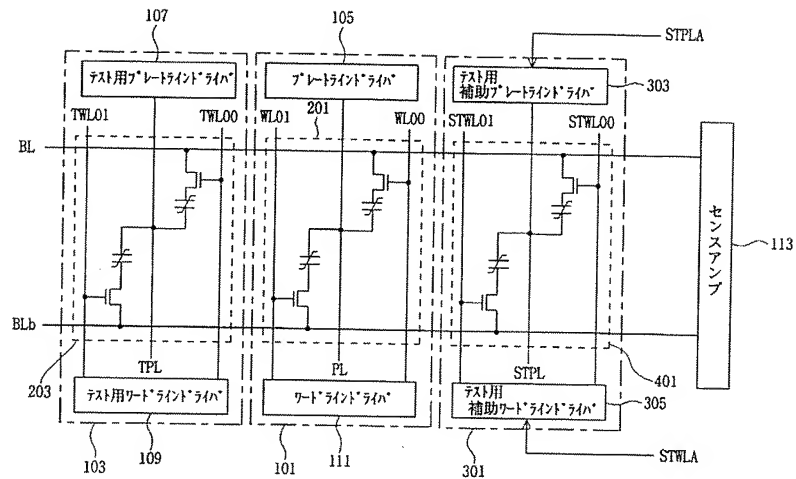 107
105
STPLA
テスト用プレートラインドライバ
プレートラインドライバ
テスト用
補助プレートラインドライバ
303
TWL01
TWL00
WL01
201
WL00
STWL01
STWL00
BL
センスアンプ
113
BLb
203
TPL
PL
STPL
401
テスト用ワードラインドライバ
ワードラインドライバ
テスト用
補助ワードラインドライバ
305
103
109
101
111
301
STWLA